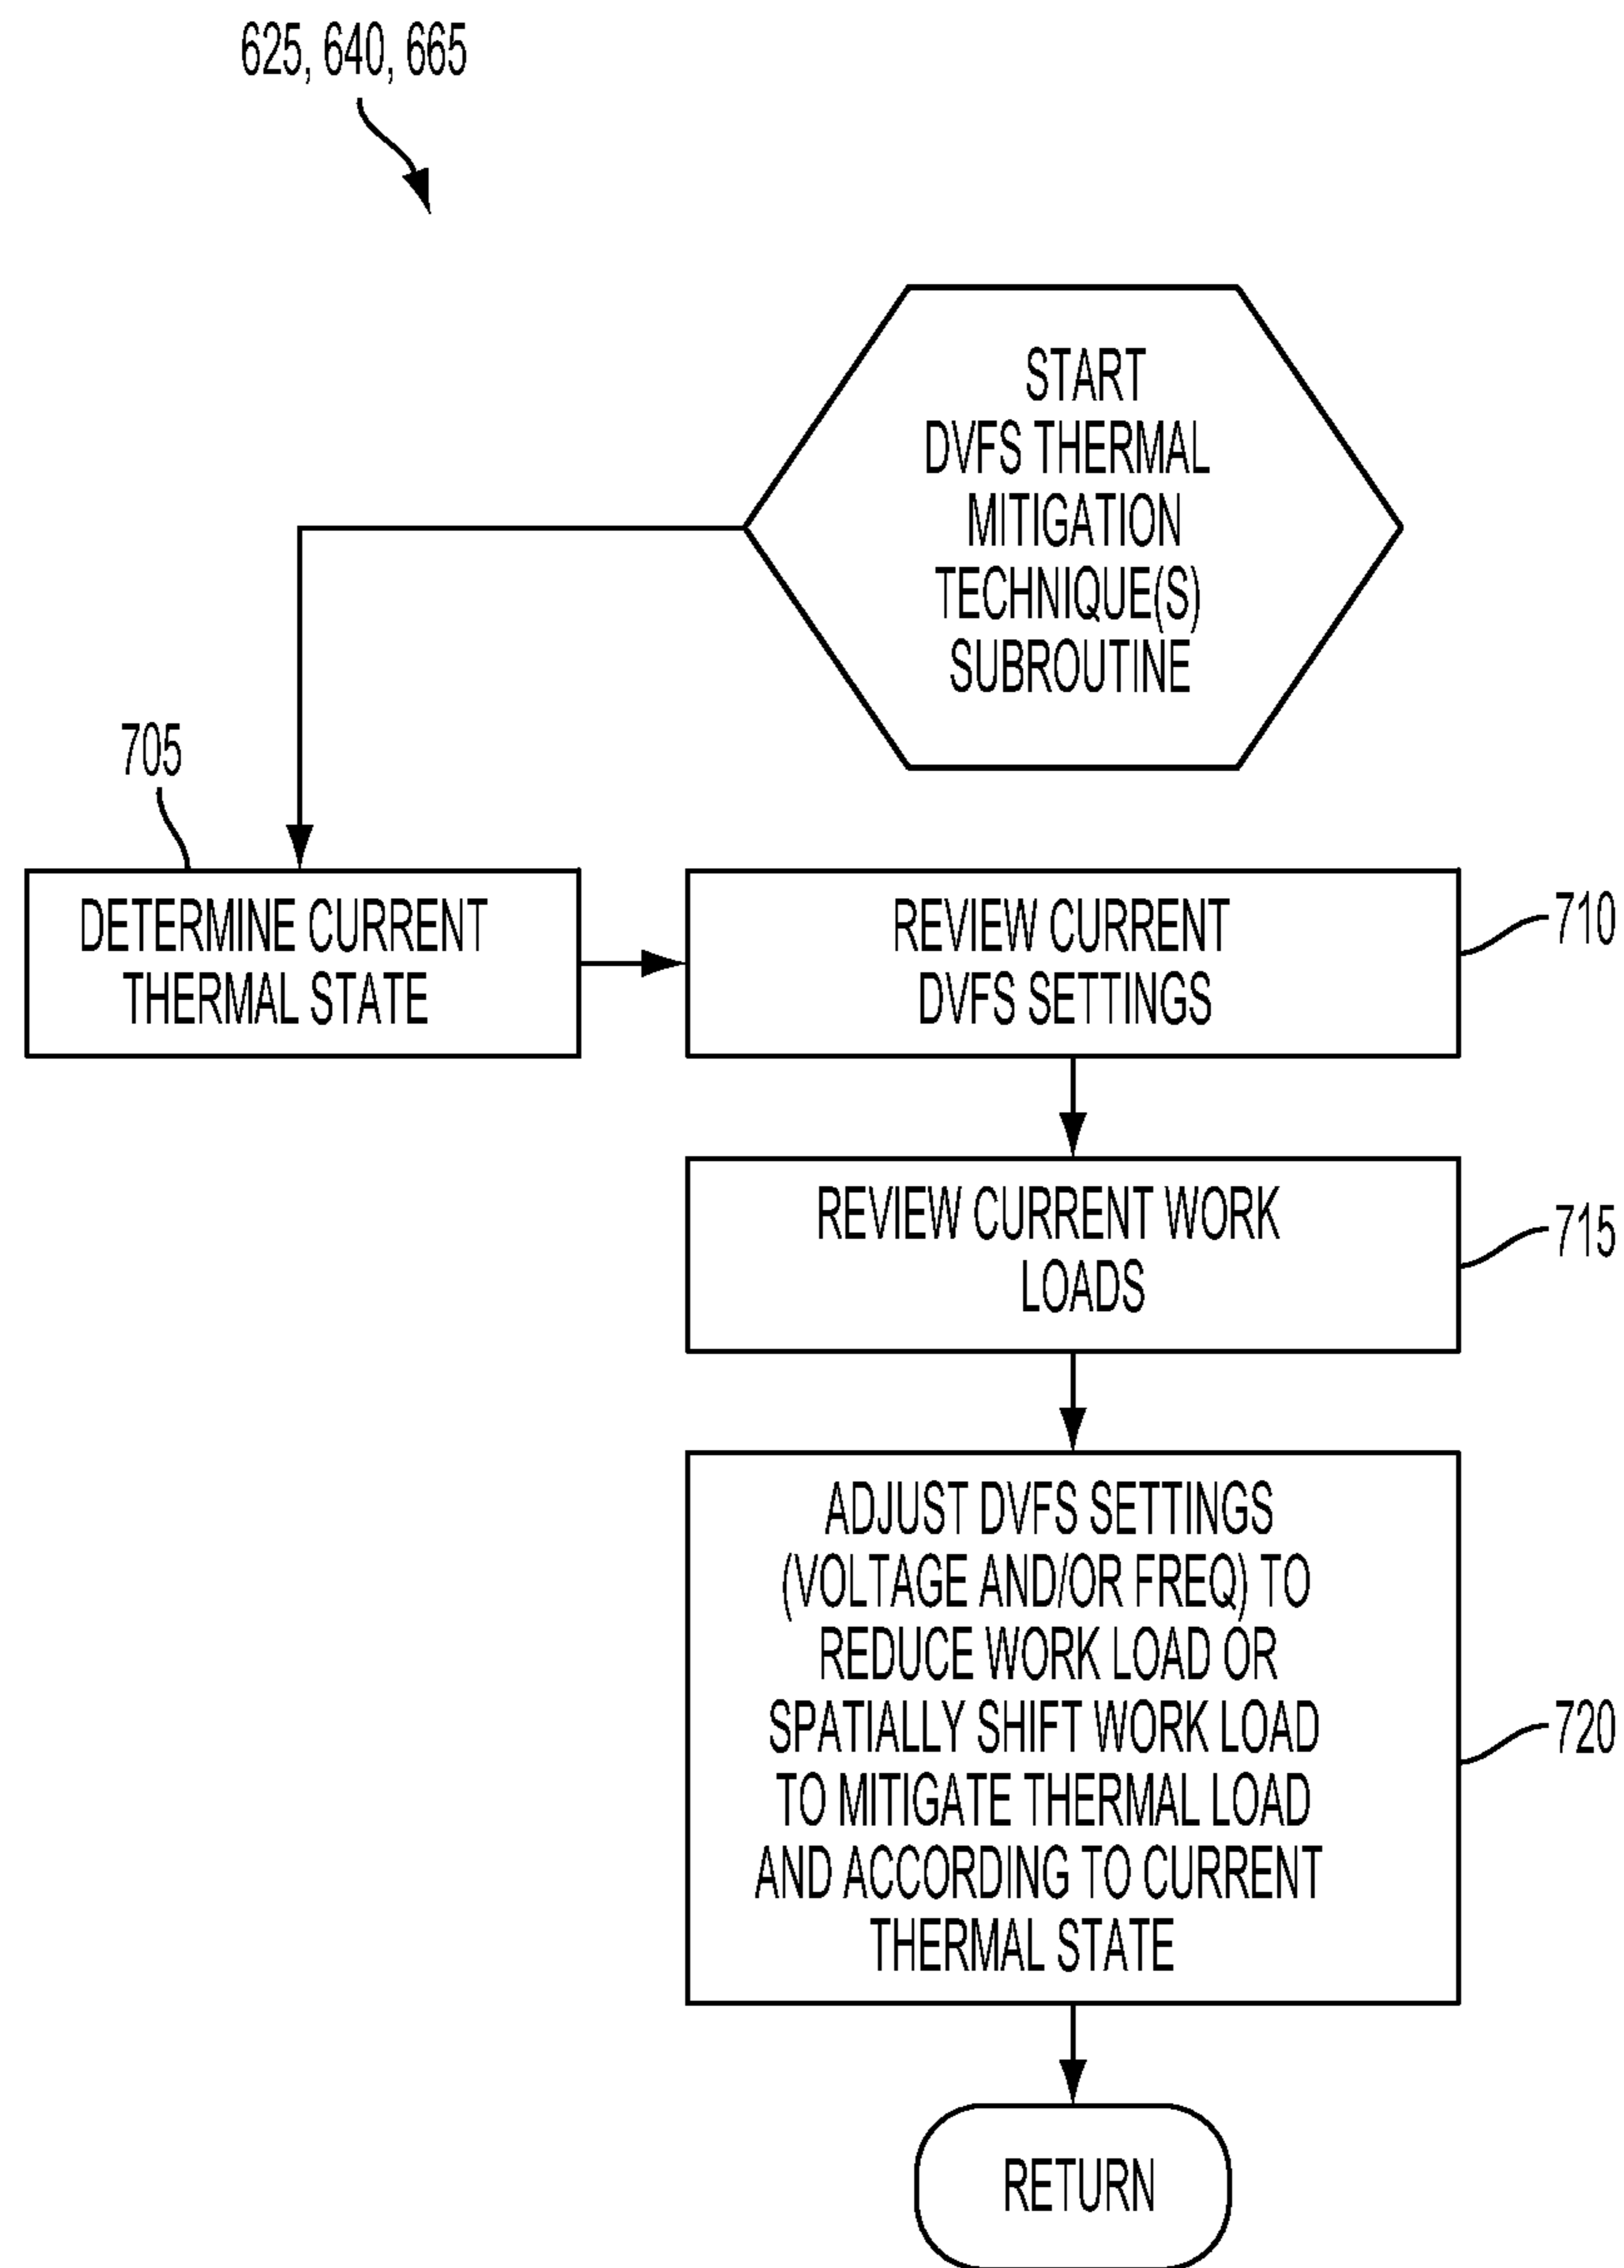 625, 640, 665
START
DVFS THERMAL
MITIGATION
TECHNIQUE(S)
SUBROUTINE
705
DETERMINE CURRENT
THERMAL STATE
REVIEW CURRENT
DVFS SETTINGS
710
REVIEW CURRENT WORK
LOADS
715
ADJUST DVFS SETTINGS
(VOLTAGE AND/OR FREQ) TO
REDUCE WORK LOAD OR
SPATIALLY SHIFT WORK LOAD
TO MITIGATE THERMAL LOAD
AND ACCORDING TO CURRENT
THERMAL STATE
720
RETURN